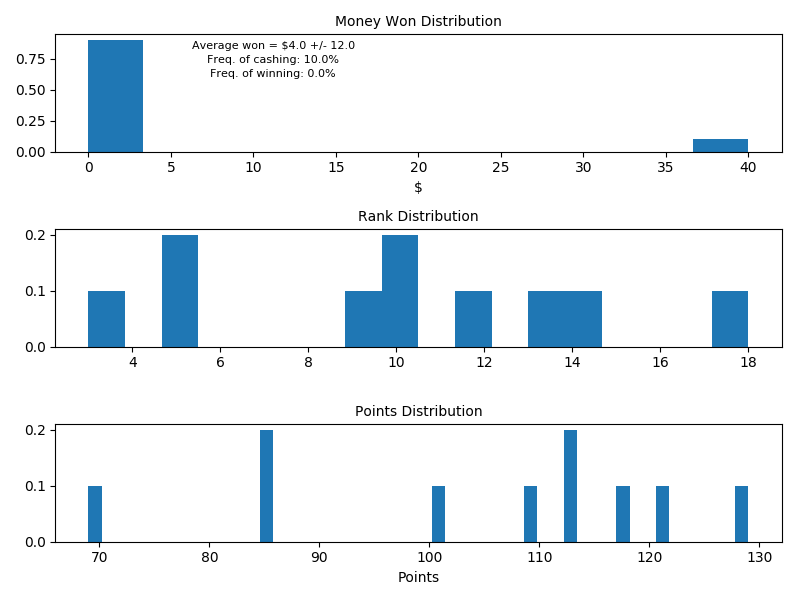 Money Won Distribution
Average won = $4.0 +/- 12.0
Freq. of cashing: 10.0%
Freq. of winning: 0.0%
0.75
0.50
0.25
0.00
0 5 10 15 20 25 30 35 40
$
Rank Distribution
0.2
0.1
0.0
4 6 8 10 12 14 16 18
Points Distribution
0.2
0.1
0.0
70 80 90 100 110 120 130
Points